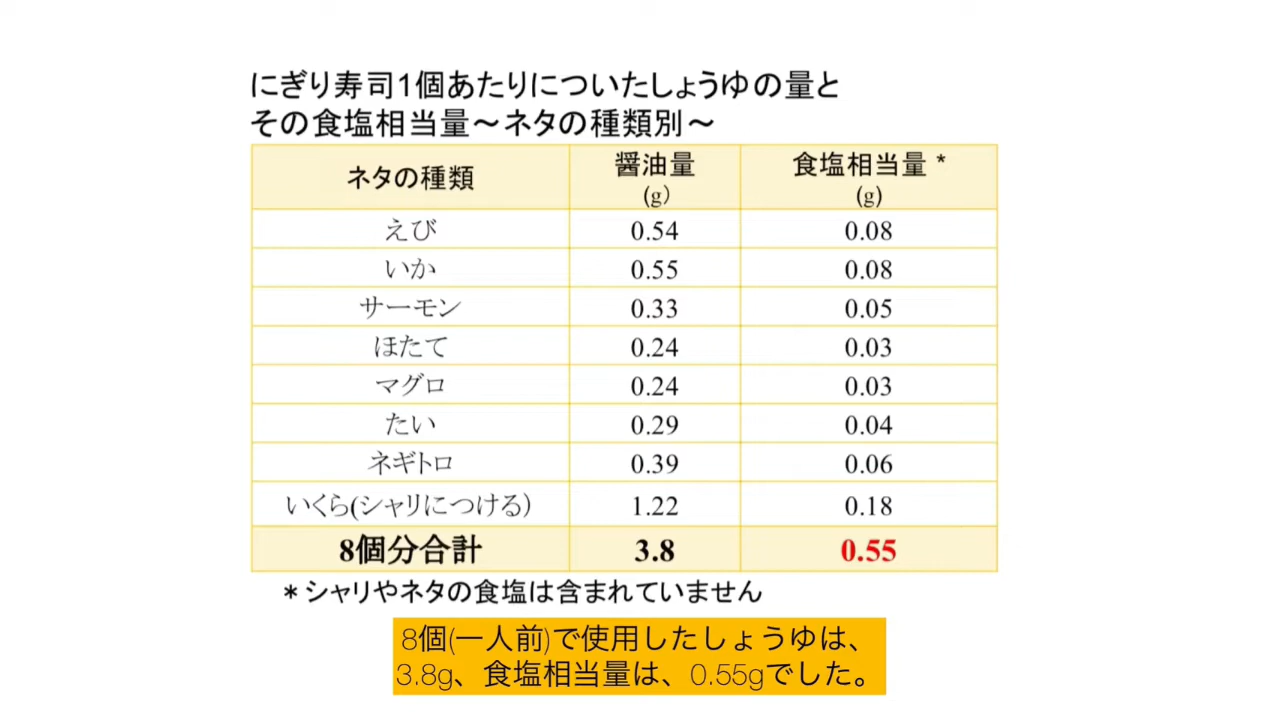 にぎり寿司1個あたりについたしょうゆの量と
その食塩相当量～ネタの種類別～
ネタの種類 醤油量(g) 食塩相当量*(g)
えび 0.54 0.08
いか 0.55 0.08
サーモン 0.33 0.05
ほたて 0.24 0.03
マグロ 0.24 0.03
たい 0.29 0.04
ネギトロ 0.39 0.06
いくら(シャリにつける) 1.22 0.18
8個分合計 3.8 0.55
＊シャリやネタの食塩は含まれていません
8個(一人前)で使用したしょうゆは、
3.8g、食塩相当量は、0.55gでした。